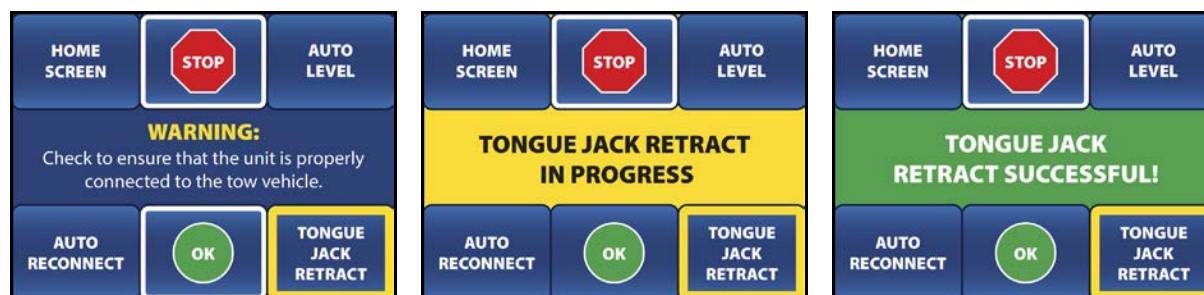 HOME
SCREEN
STOP
AUTO
LEVEL
WARNING:
Check to ensure that the unit is properly
connected to the tow vehicle.
AUTO
RECONNECT
OK
TONGUE
JACK
RETRACT
HOME
SCREEN
STOP
AUTO
LEVEL
TONGUE JACK RETRACT
IN PROGRESS
AUTO
RECONNECT
OK
TONGUE
JACK
RETRACT
HOME
SCREEN
STOP
AUTO
LEVEL
TONGUE JACK
RETRACT SUCCESSFUL!
AUTO
RECONNECT
OK
TONGUE
JACK
RETRACT